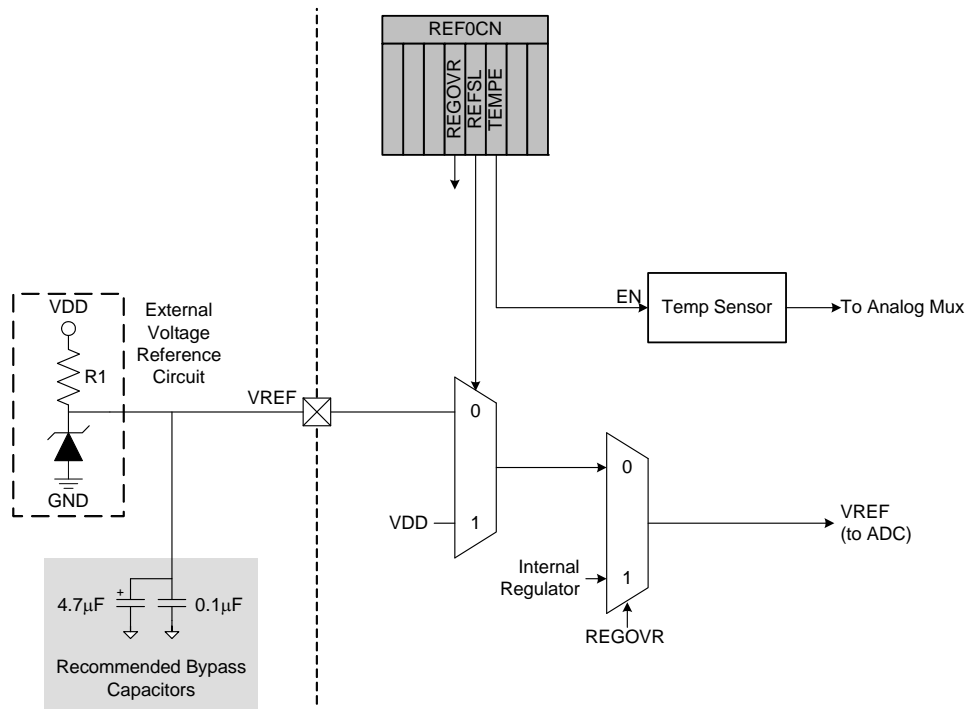 REF0CN
REGOVR
REFSL
TEMPE
EN
Temp Sensor
To Analog Mux
VDD
R1
GND
External
Voltage
Reference
Circuit
VREF
0
1
VDD
0
1
Internal
Regulator
REGOVR
VREF
(to ADC)
4.7μF
+
0.1μF
Recommended Bypass
Capacitors